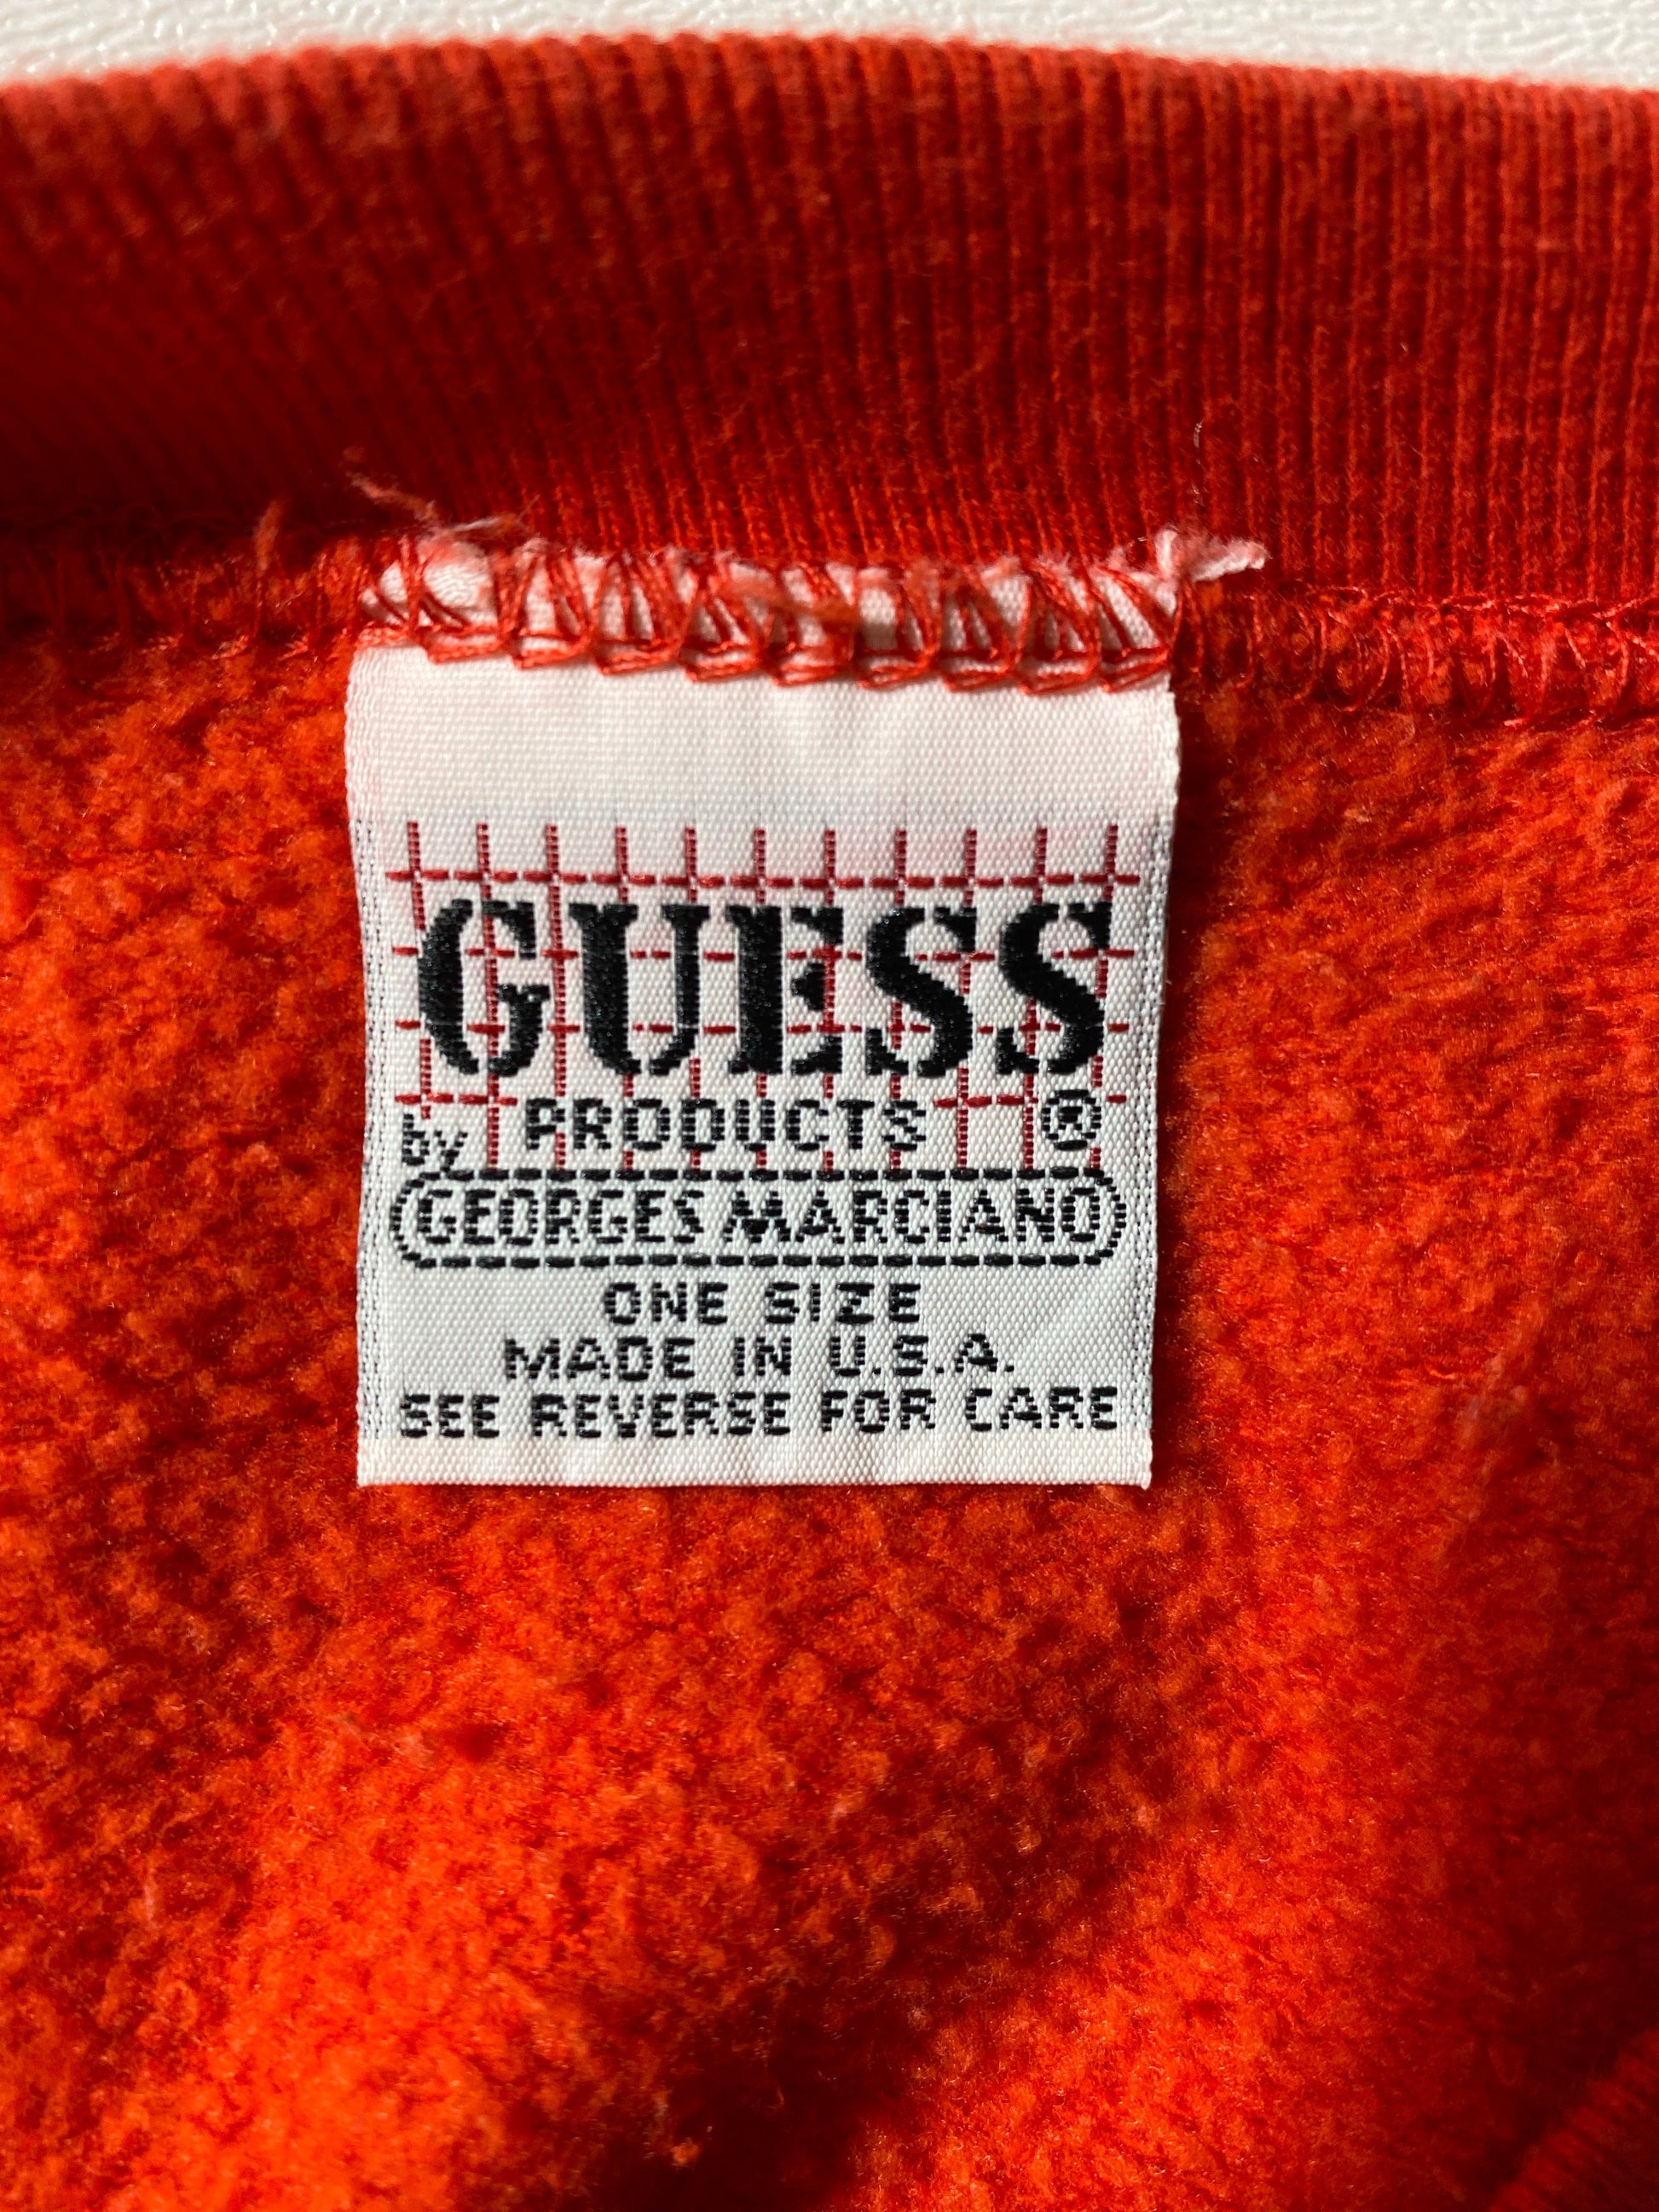 GUESS
PRODUCTS ®
by
GEORGES MARCIANO
ONE SIZE
MADE IN U.S.A.
SEE REVERSE FOR CARE